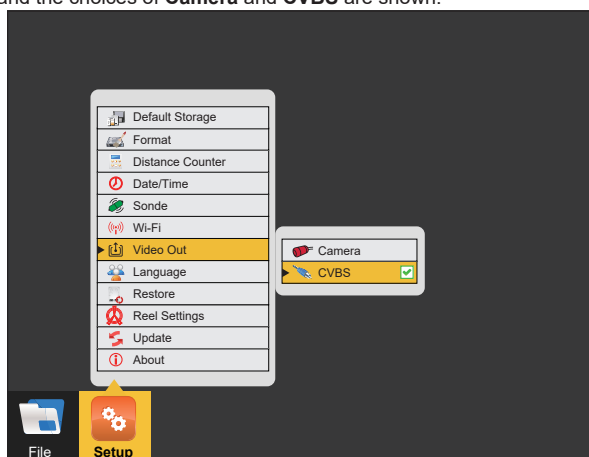 and the choices of Camera and CVBS are shown.
Default Storage
Format
Distance Counter
Date/Time
Sonde
Wi-Fi
Video Out
Language
Restore
Reel Settings
Update
About
Camera
CVBS
File
Setup